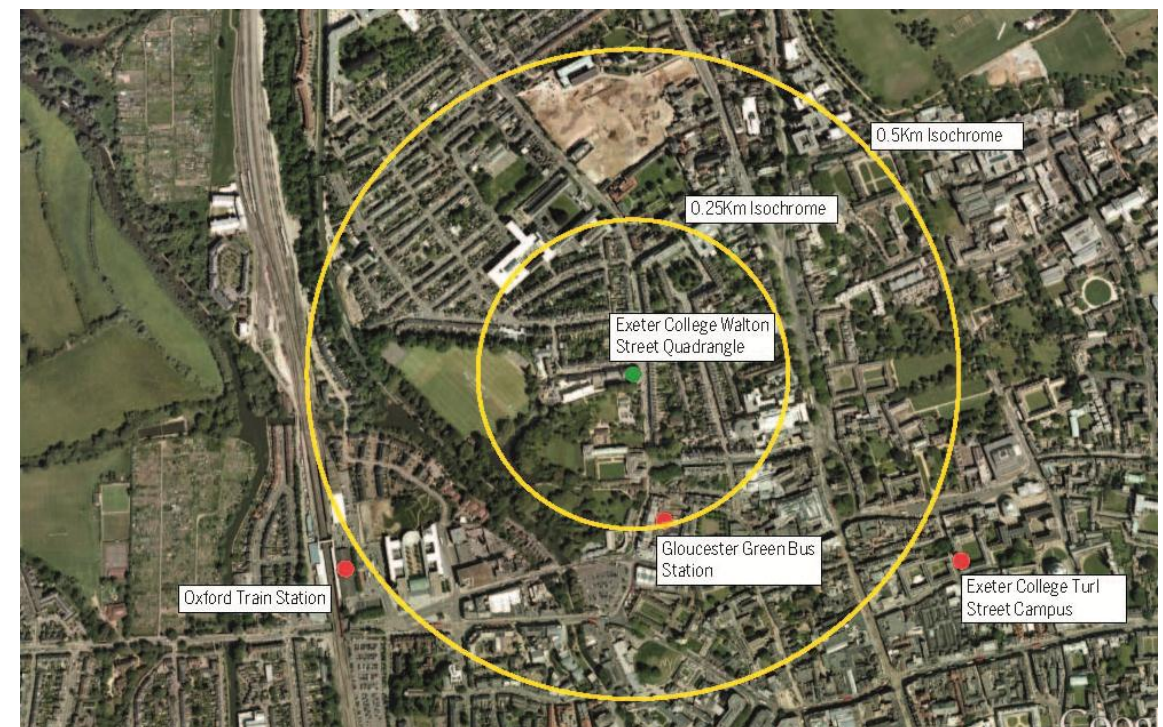 0.5Km Isochrome
0.25Km Isochrome
Exeter College Walton
Street Quadrangle
Gloucester Green Bus
Station
Oxford Train Station
Exeter College Turl
Street Campus